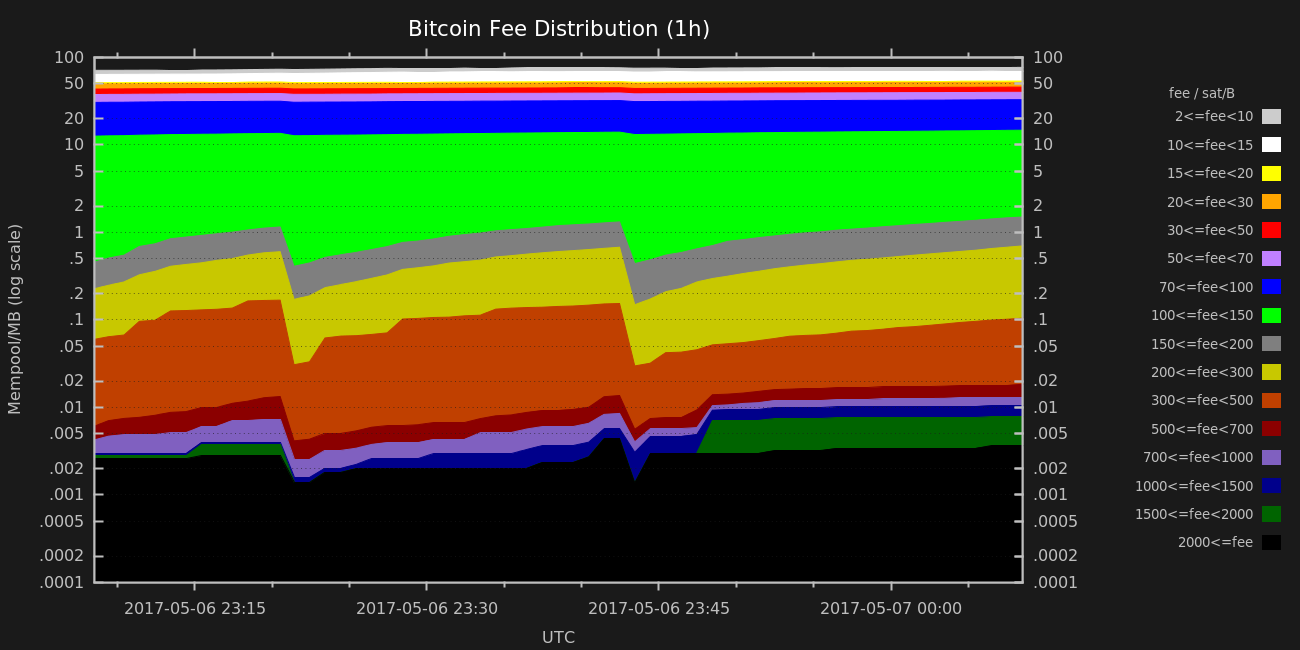 Bitcoin Fee Distribution (1h)
Mempool/MB (log scale)
100
50
20
10
5
2
1
.5
.2
.1
.05
.02
.01
.005
.002
.001
.0005
.0002
.0001
100
50
20
10
5
2
1
.5
.2
.1
.05
.02
.01
.005
.002
.001
.0005
.0002
.0001
2017-05-06 23:15
2017-05-06 23:30
2017-05-06 23:45
2017-05-07 00:00
UTC
fee / sat/B
2<=fee<10
10<=fee<15
15<=fee<20
20<=fee<30
30<=fee<50
50<=fee<70
70<=fee<100
100<=fee<150
150<=fee<200
200<=fee<300
300<=fee<500
500<=fee<700
700<=fee<1000
1000<=fee<1500
1500<=fee<2000
2000<=fee